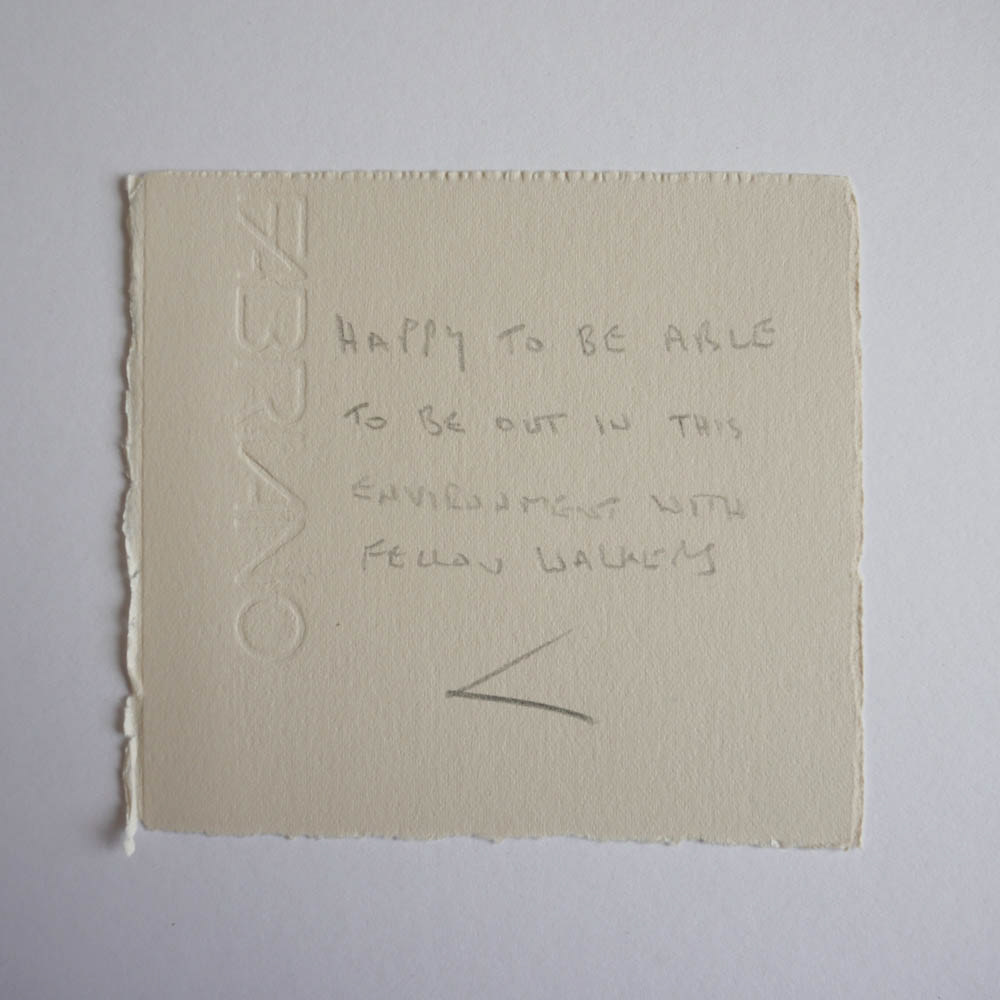 FABRIANO
HAPPY TO BE ABLE
TO BE OUT IN THIS
ENVIRONMENT WITH
FELLOW WALKERS